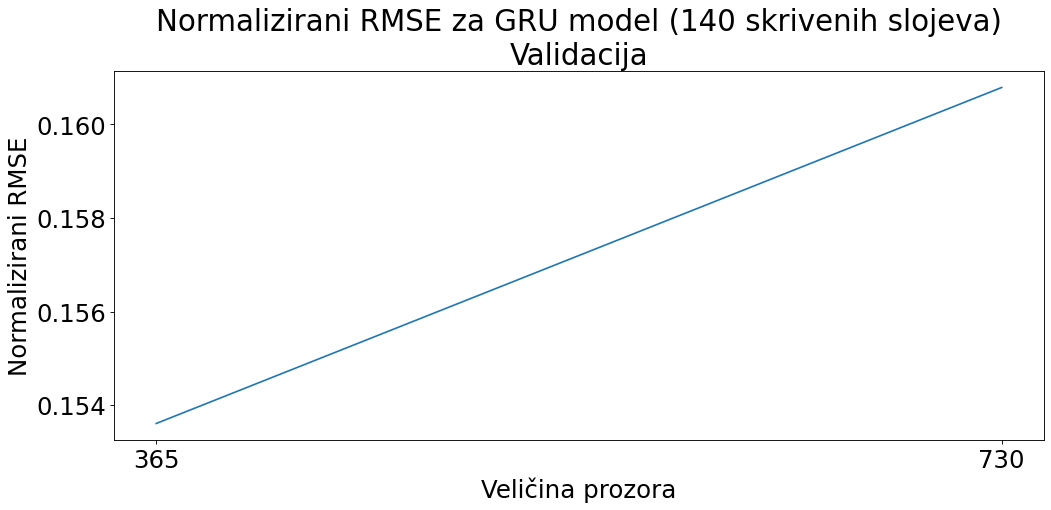 Normalizirani RMSE za GRU model (140 skrivenih slojeva)
Validacija
Normalizirani RMSE
0.160
0.158
0.156
0.154
365
730
Veličina prozora